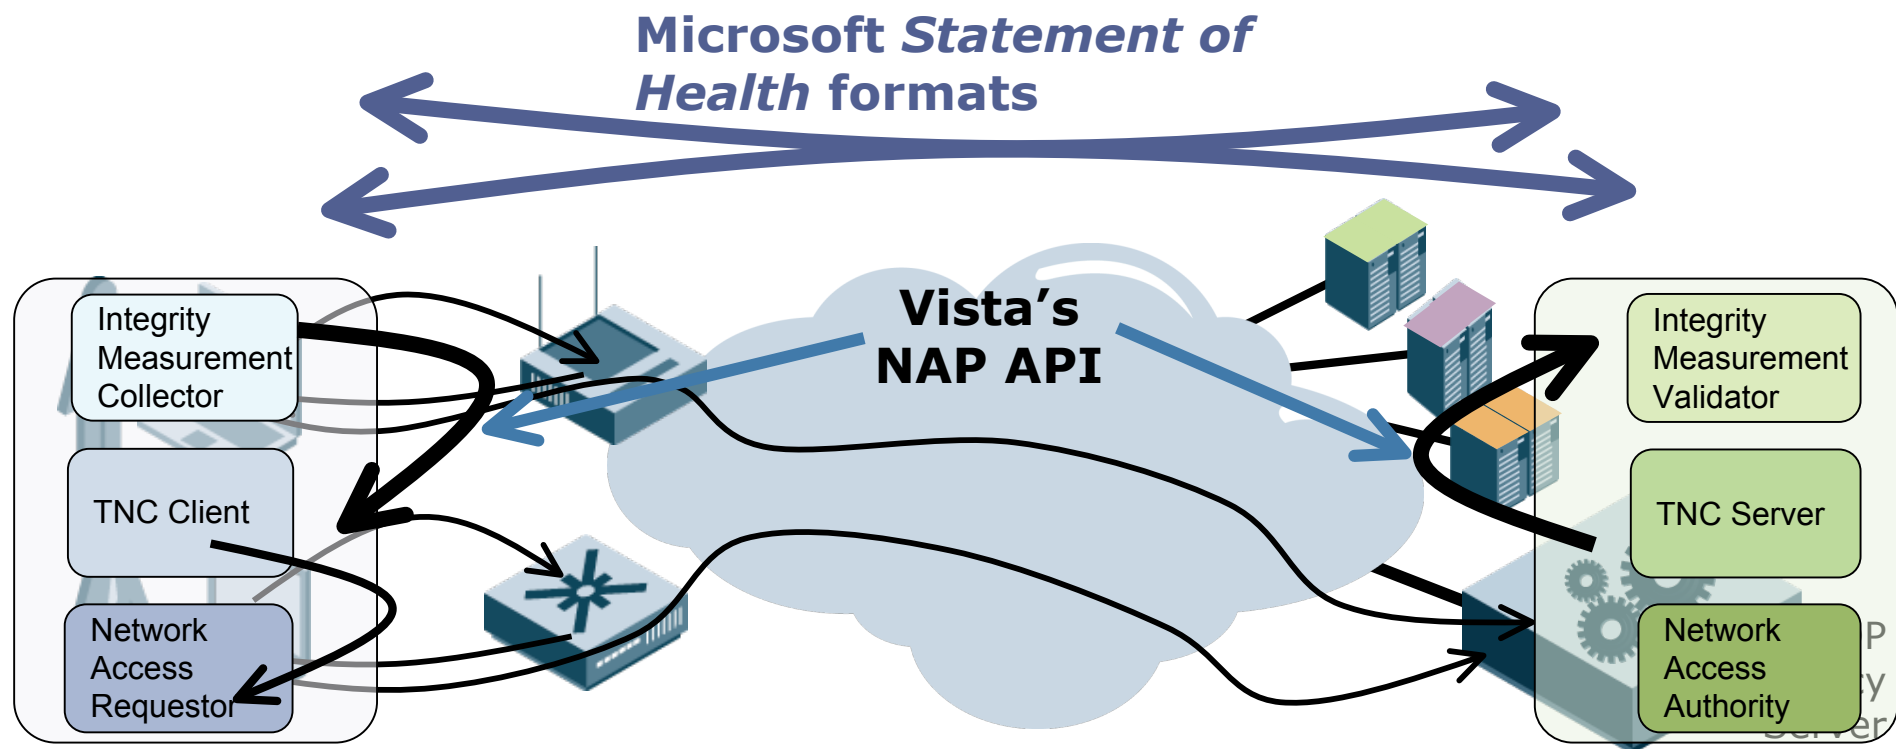 Microsoft Statement of
Health formats
Vista's
NAP API
Integrity
Measurement
Collector
TNC Client
Network
Access
Requestor
Integrity
Measurement
Validator
TNC Server
Network
Access
Authority